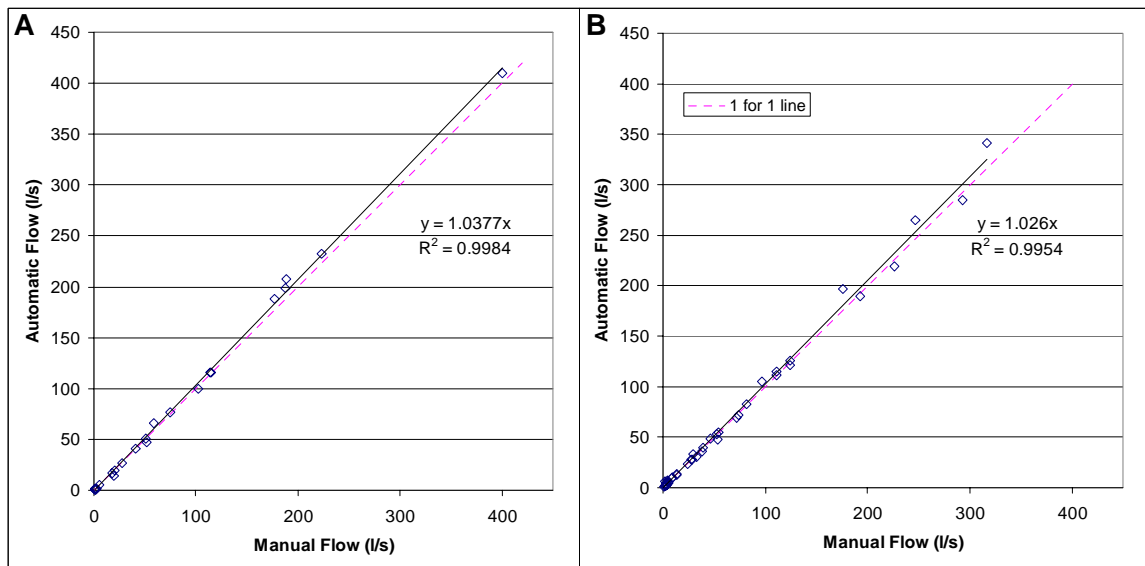 A
450
400
350
300
250
200
150
100
50
0
Automatic Flow (l/s)
y = 1.0377x
R² = 0.9984
0 100 200 300 400
Manual Flow (l/s)
B
450
400
350
300
250
200
150
100
50
0
Automatic Flow (l/s)
1 for 1 line
y = 1.026x
R² = 0.9954
0 100 200 300 400
Manual Flow (l/s)